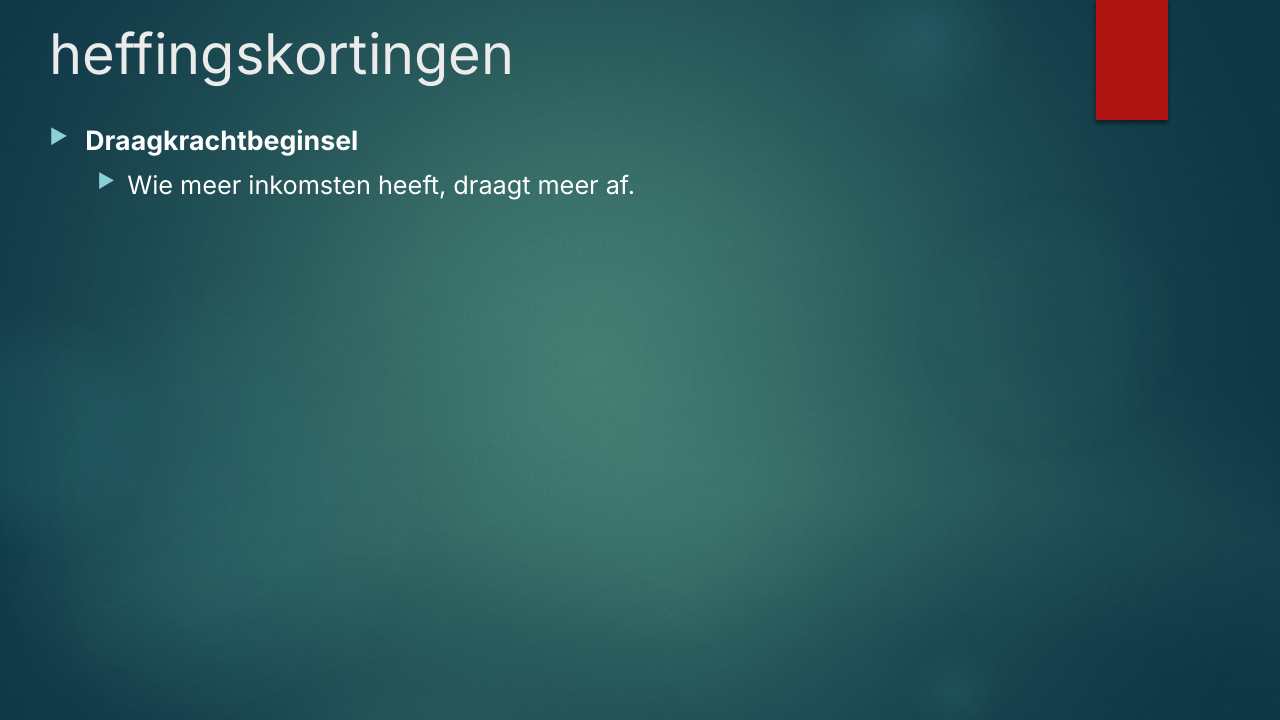 heffingskortingen
Draagkrachtbeginsel
Wie meer inkomsten heeft, draagt meer af.